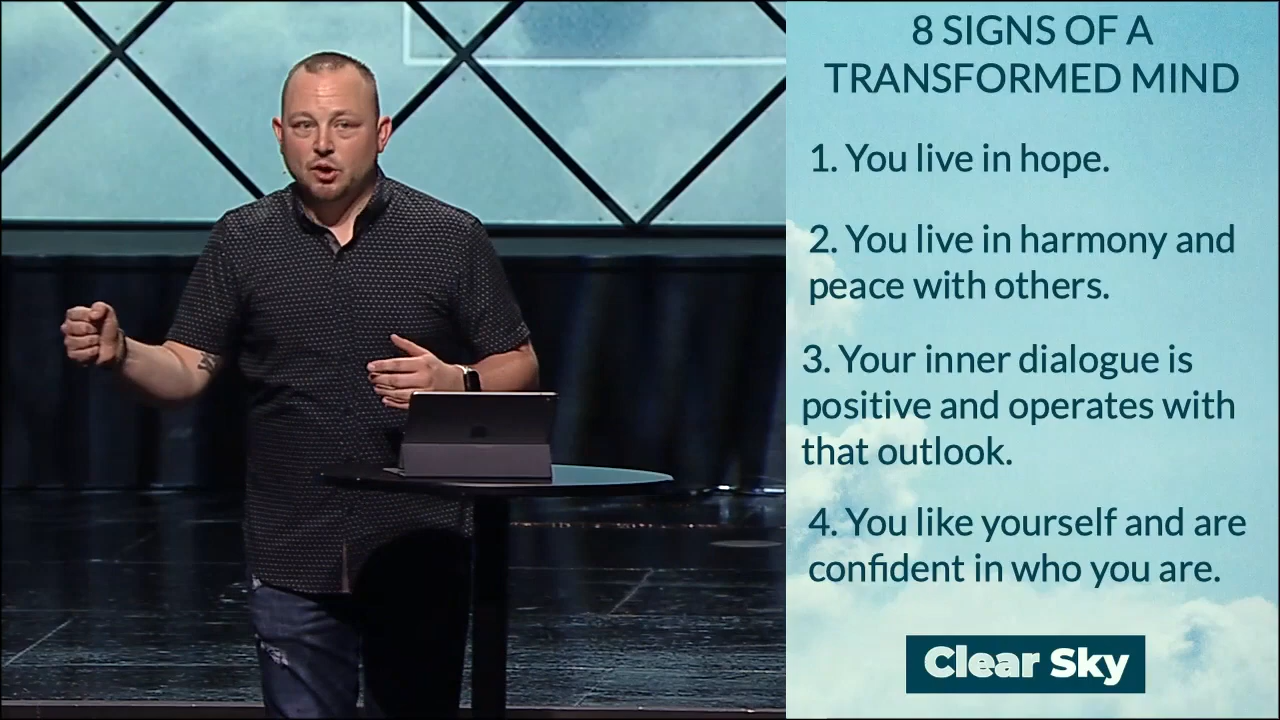 8 SIGNS OF A
TRANSFORMED MIND
1. You live in hope.
2. You live in harmony and
peace with others.
3. Your inner dialogue is
positive and operates with
that outlook.
4. You like yourself and are
confident in who you are.
Clear Sky